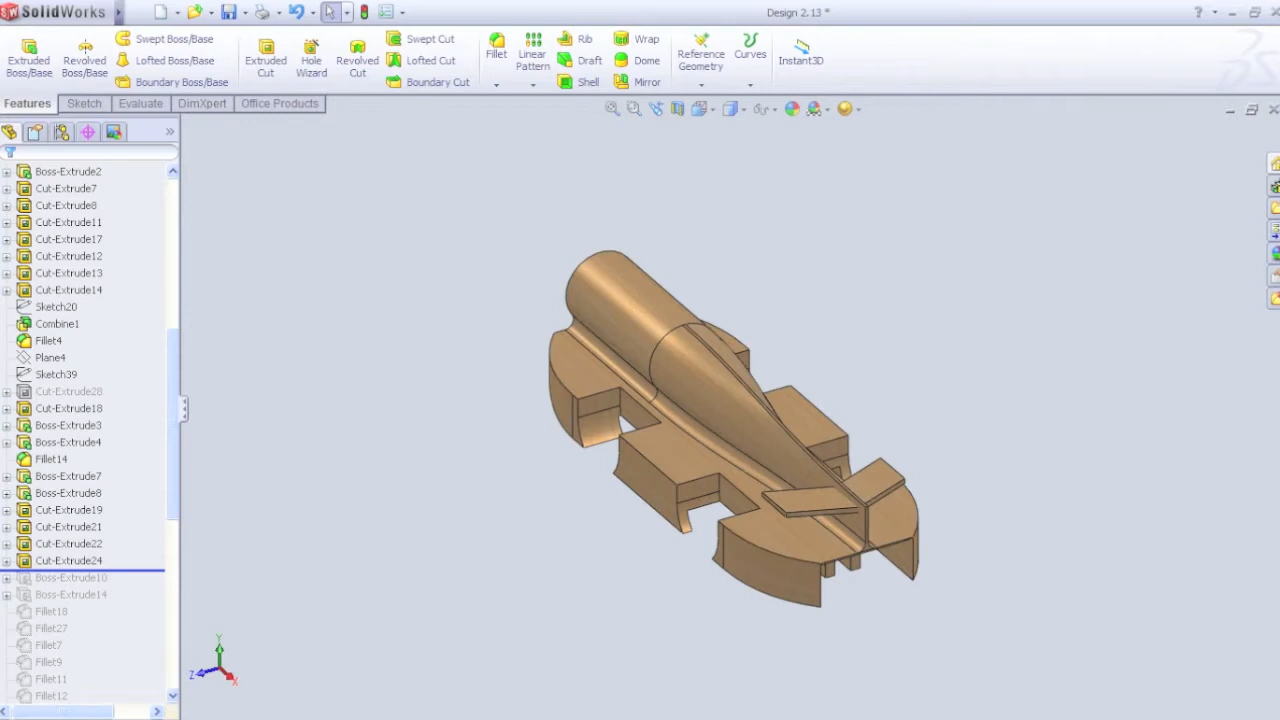 SolidWorks
Design 2.13 *
Extruded Boss/Base
Revolved Boss/Base
Swept Boss/Base
Lofted Boss/Base
Boundary Boss/Base
Extruded Cut
Hole Wizard
Revolved Cut
Swept Cut
Lofted Cut
Boundary Cut
Fillet
Linear Pattern
Rib
Draft
Shell
Wrap
Dome
Mirror
Reference Geometry
Curves
Instant3D
Features
Sketch
Evaluate
DimXpert
Office Products
Boss-Extrude2
Cut-Extrude7
Cut-Extrude8
Cut-Extrude11
Cut-Extrude17
Cut-Extrude12
Cut-Extrude13
Cut-Extrude14
Sketch20
Combine1
Fillet4
Plane4
Sketch39
Cut-Extrude28
Cut-Extrude18
Boss-Extrude3
Boss-Extrude4
Fillet14
Boss-Extrude7
Boss-Extrude8
Cut-Extrude19
Cut-Extrude21
Cut-Extrude22
Cut-Extrude24
Boss-Extrude10
Boss-Extrude14
Fillet18
Fillet27
Fillet7
Fillet9
Fillet11
Fillet12
Y
Z
X